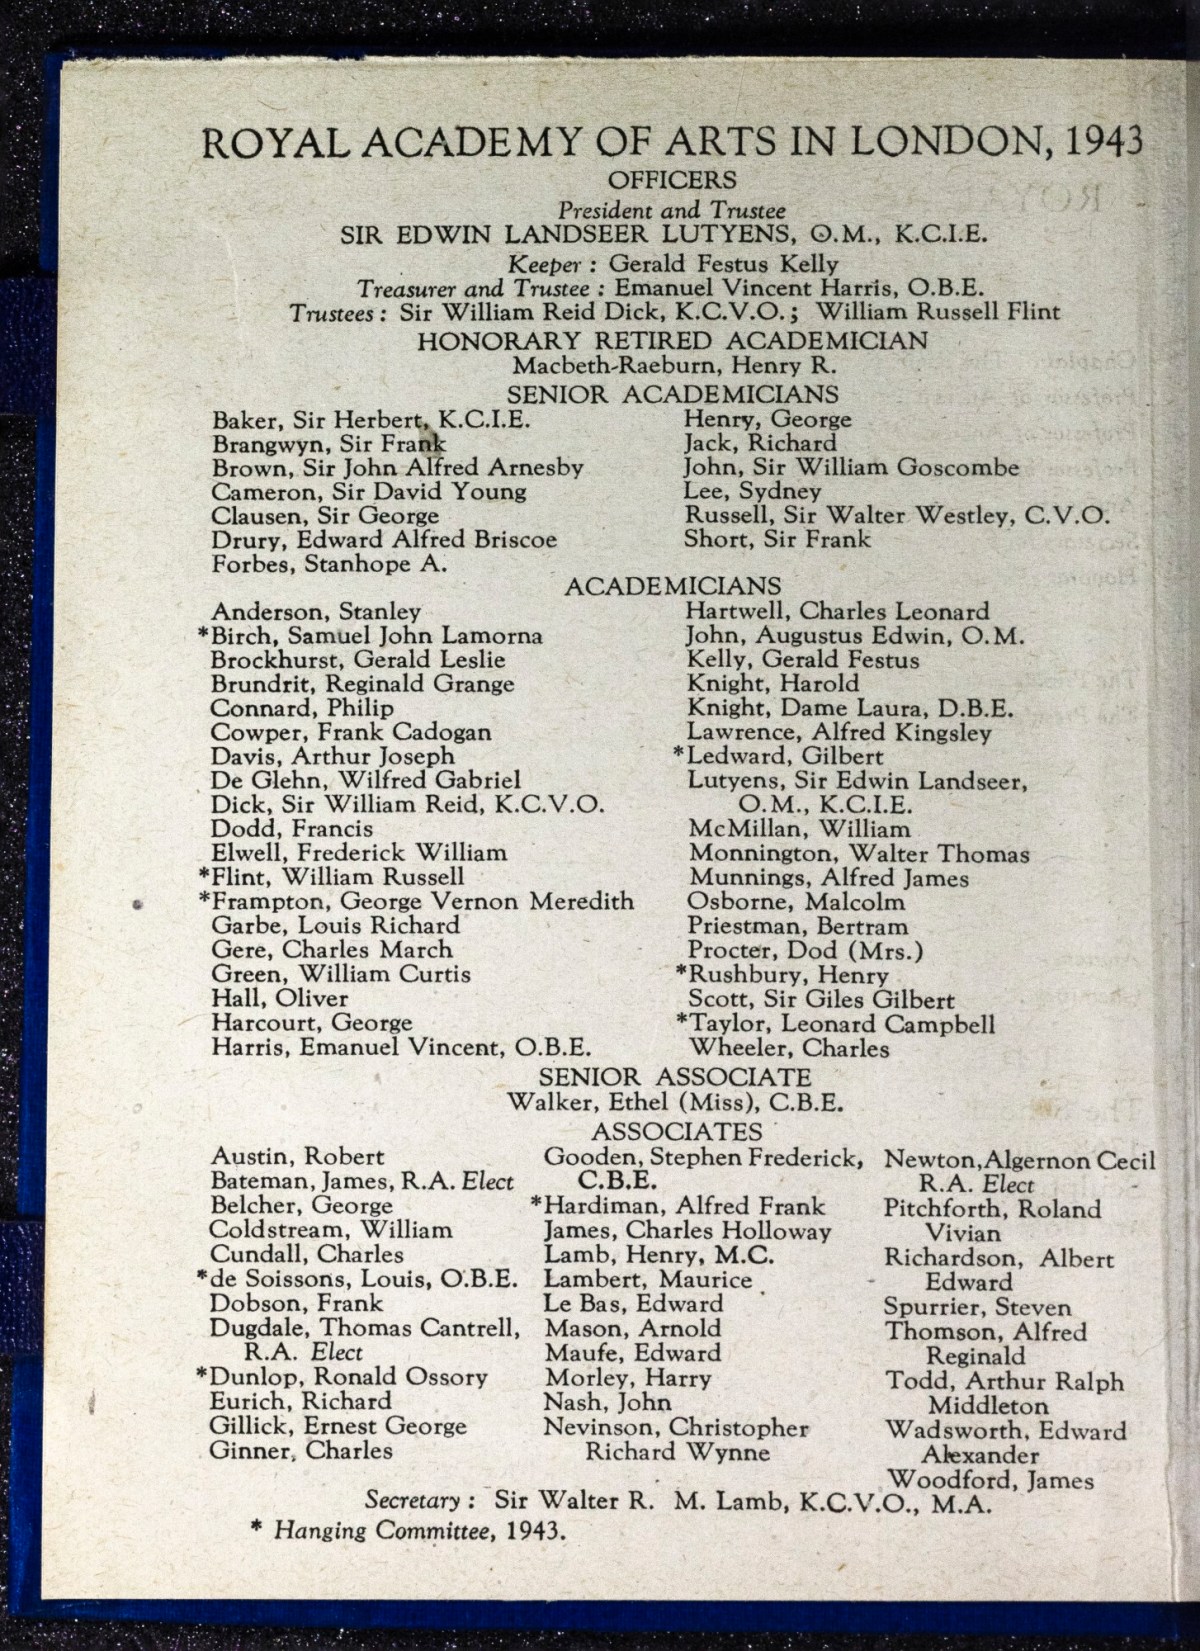 ROYAL ACADEMY OF ARTS IN LONDON, 1943
OFFICERS
President and Trustee
SIR EDWIN LANDSEER LUTYENS, O.M., K.C.I.E.
Keeper : Gerald Festus Kelly
Treasurer and Trustee : Emanuel Vincent Harris, O.B.E.
Trustees : Sir William Reid Dick, K.C.V.O. ; William Russell Flint
HONORARY RETIRED ACADEMICIAN
Macbeth-Raeburn, Henry R.
SENIOR ACADEMICIANS
Baker, Sir Herbert, K.C.I.E.
Brangwyn, Sir Frank
Brown, Sir John Alfred Arnesby
Cameron, Sir David Young
Clausen, Sir George
Drury, Edward Alfred Briscoe
Forbes, Stanhope A.
Henry, George
Jack, Richard
John, Sir William Goscombe
Lee, Sydney
Russell, Sir Walter Westley, C.V.O.
Short, Sir Frank
ACADEMICIANS
Anderson, Stanley
*Birch, Samuel John Lamorna
Brockhurst, Gerald Leslie
Brundrit, Reginald Grange
Connard, Philip
Cowper, Frank Cadogan
Davis, Arthur Joseph
De Glehn, Wilfred Gabriel
Dick, Sir William Reid, K.C.V.O.
Dodd, Francis
Elwell, Frederick William
*Flint, William Russell
*Frampton, George Vernon Meredith
Garbe, Louis Richard
Gere, Charles March
Green, William Curtis
Hall, Oliver
Harcourt, George
Harris, Emanuel Vincent, O.B.E.
Hartwell, Charles Leonard
John, Augustus Edwin, O.M.
Kelly, Gerald Festus
Knight, Harold
Knight, Dame Laura, D.B.E.
Lawrence, Alfred Kingsley
*Ledward, Gilbert
Lutyens, Sir Edwin Landseer,
O.M., K.C.I.E.
McMillan, William
Monnington, Walter Thomas
Munnings, Alfred James
Osborne, Malcolm
Priestman, Bertram
Procter, Dod (Mrs.)
*Rushbury, Henry
Scott, Sir Giles Gilbert
*Taylor, Leonard Campbell
Wheeler, Charles
SENIOR ASSOCIATE
Walker, Ethel (Miss), C.B.E.
ASSOCIATES
Austin, Robert
Bateman, James, R.A. Elect
Belcher, George
Coldstream, William
Cundall, Charles
*de Soissons, Louis, O.B.E.
Dobson, Frank
Dugdale, Thomas Cantrell,
R.A. Elect
*Dunlop, Ronald Ossory
Eurich, Richard
Gillick, Ernest George
Ginner, Charles
Gooden, Stephen Frederick,
C.B.E.
*Hardiman, Alfred Frank
James, Charles Holloway
Lamb, Henry, M.C.
Lambert, Maurice
Le Bas, Edward
Mason, Arnold
Maufe, Edward
Morley, Harry
Nash, John
Nevinson, Christopher
Richard Wynne
Newton, Algernon Cecil
R.A. Elect
Pitchforth, Roland
Vivian
Richardson, Albert
Edward
Spurrier, Steven
Thomson, Alfred
Reginald
Todd, Arthur Ralph
Middleton
Wadsworth, Edward
Alexander
Woodford, James
Secretary : Sir Walter R. M. Lamb, K.C.V.O., M.A.
* Hanging Committee, 1943.